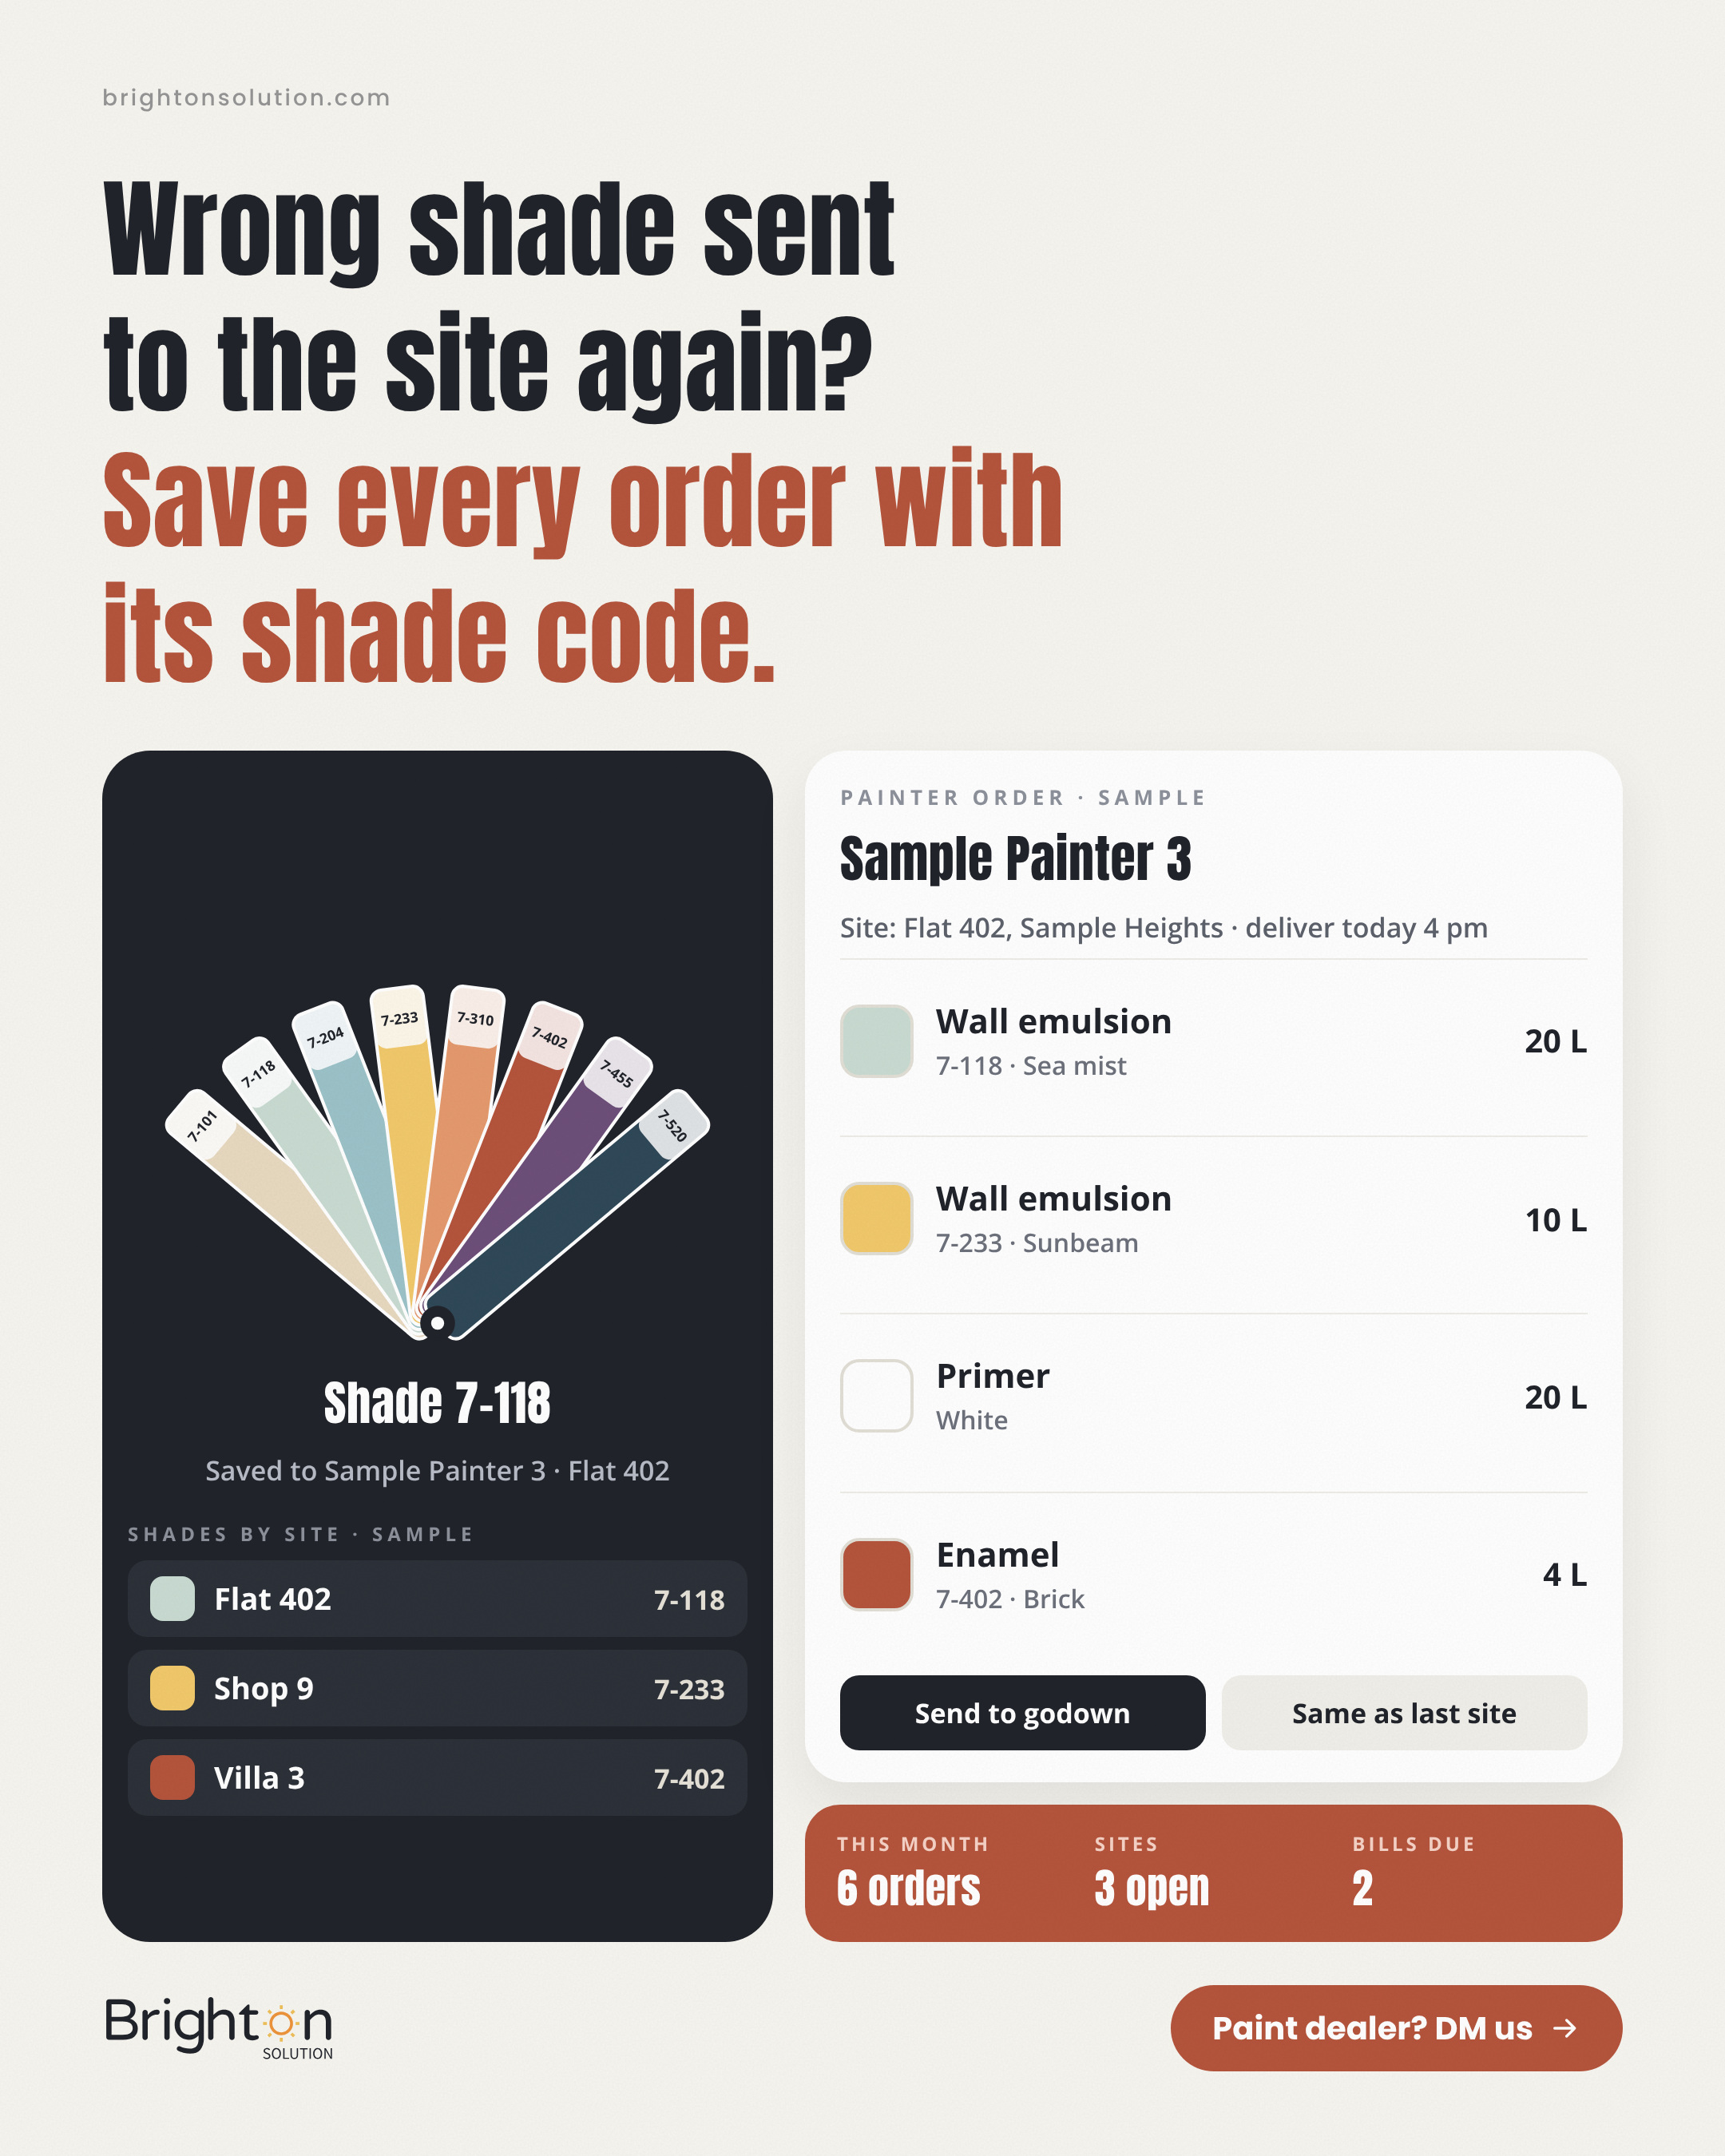 brightonsolution.com
Wrong shade sent
to the site again?
Save every order with
its shade code.
7-101
7-118
7-204
7-233
7-310
7-402
7-455
7-520
Shade 7-118
Saved to Sample Painter 3 · Flat 402
SHADES BY SITE · SAMPLE
Flat 402 7-118
Shop 9 7-233
Villa 3 7-402
PAINTER ORDER · SAMPLE
Sample Painter 3
Site: Flat 402, Sample Heights · deliver today 4 pm
Wall emulsion 20 L
7-118 · Sea mist
Wall emulsion 10 L
7-233 · Sunbeam
Primer 20 L
White
Enamel 4 L
7-402 · Brick
Send to godown Same as last site
THIS MONTH SITES BILLS DUE
6 orders 3 open 2
Brighton
SOLUTION
Paint dealer? DM us →